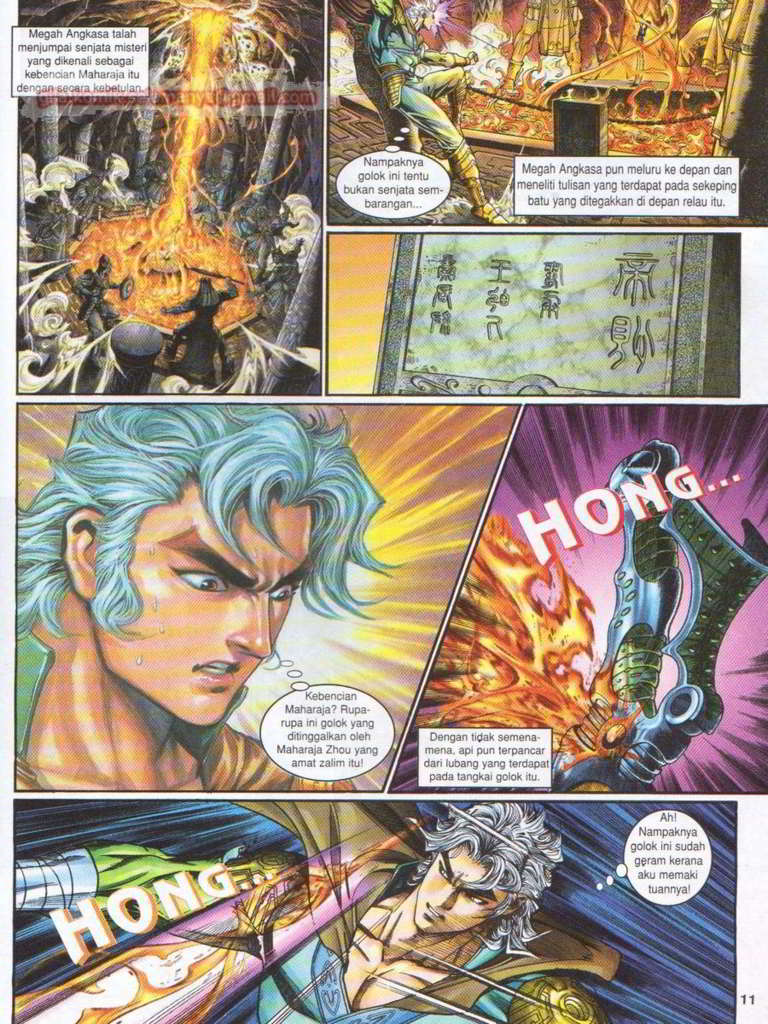 Megah Angkasa telah
menjumpai senjata misteri
yang dikenali sebagai
kebencian Maharaja itu
dengan secara kebetulan.
Nampaknya
golok ini tentu
bukan senjata sem-
barangan...
Megah Angkasa pun meluru ke depan dan
meneliti tulisan yang terdapat pada sekeping
batu yang ditegakkan di depan relau itu.
Kebencian
Maharaja? Rupa-
rupa ini golok yang
ditinggalkan oleh
Maharaja Zhou yang
amat zalim itu!
HONG...
Dengan tidak semena-
mena, api pun terpancar
dari lubang yang terdapat
pada tangkai golok itu.
HONG...
Ah!
Nampaknya
golok ini sudah
geram kerana
aku memaki
tuannya!
11